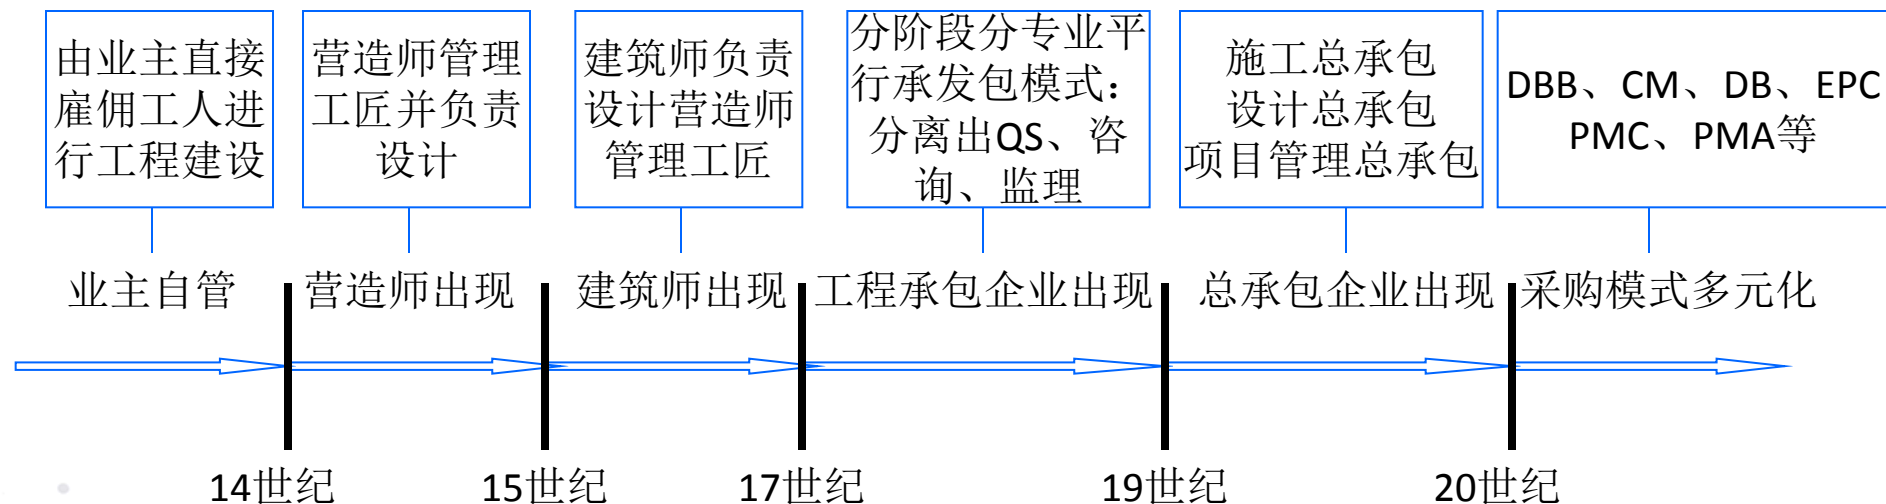 由业主直接
雇佣工人进
行工程建设
营造师管理
工匠并负责
设计
建筑师负责
设计营造师
管理工匠
分阶段分专业平
行承发包模式：
分离出QS、咨
询、监理
施工总承包
设计总承包
项目管理总承包
DBB、CM、DB、EPC
PMC、PMA等
业主自管
营造师出现
建筑师出现
工程承包企业出现
总承包企业出现
采购模式多元化
14世纪
15世纪
17世纪
19世纪
20世纪